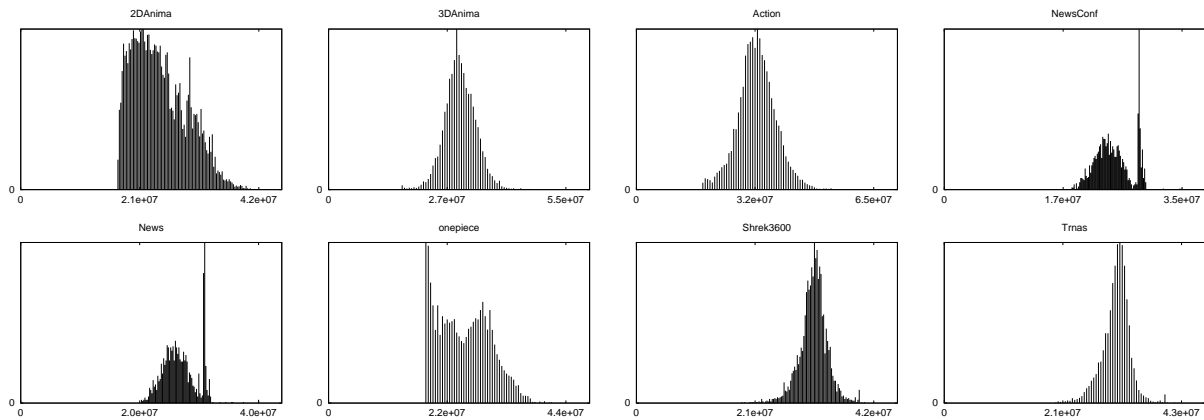 2DAnima
3DAnima
Action
NewsConf
0
0 2.1e+07 4.2e+07
0
0 2.7e+07 5.5e+07
0
0 3.2e+07 6.5e+07
0
0 1.7e+07 3.5e+07
News
onepiece
Shrek3600
Trnas
0
0 2.0e+07 4.0e+07
0
0 2.2e+07 4.4e+07
0
0 2.1e+07 4.2e+07
0
0 2.1e+07 4.3e+07